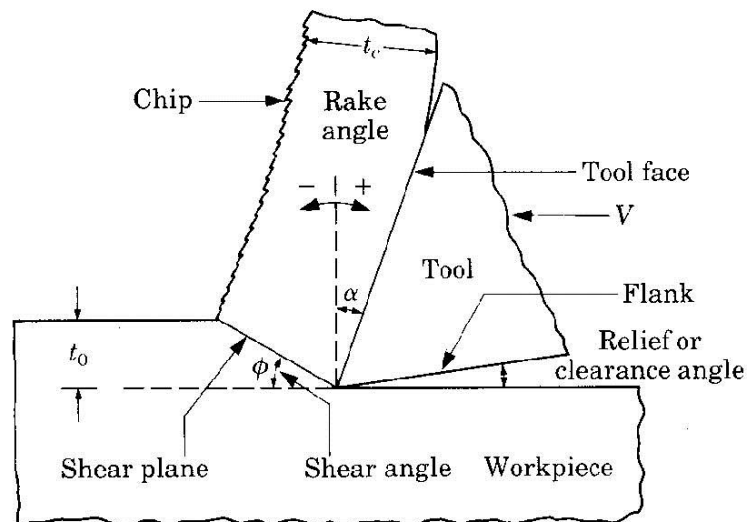 t_c
Chip
Rake
angle
− +
Tool face
V
α
Tool
Flank
t_0
ϕ
Relief or
clearance angle
Shear plane
Shear angle
Workpiece